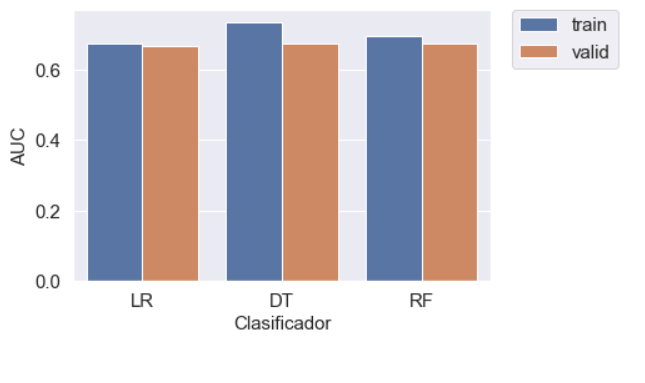 train
valid
AUC
0.6
0.4
0.2
0.0
LR DT RF
Clasificador